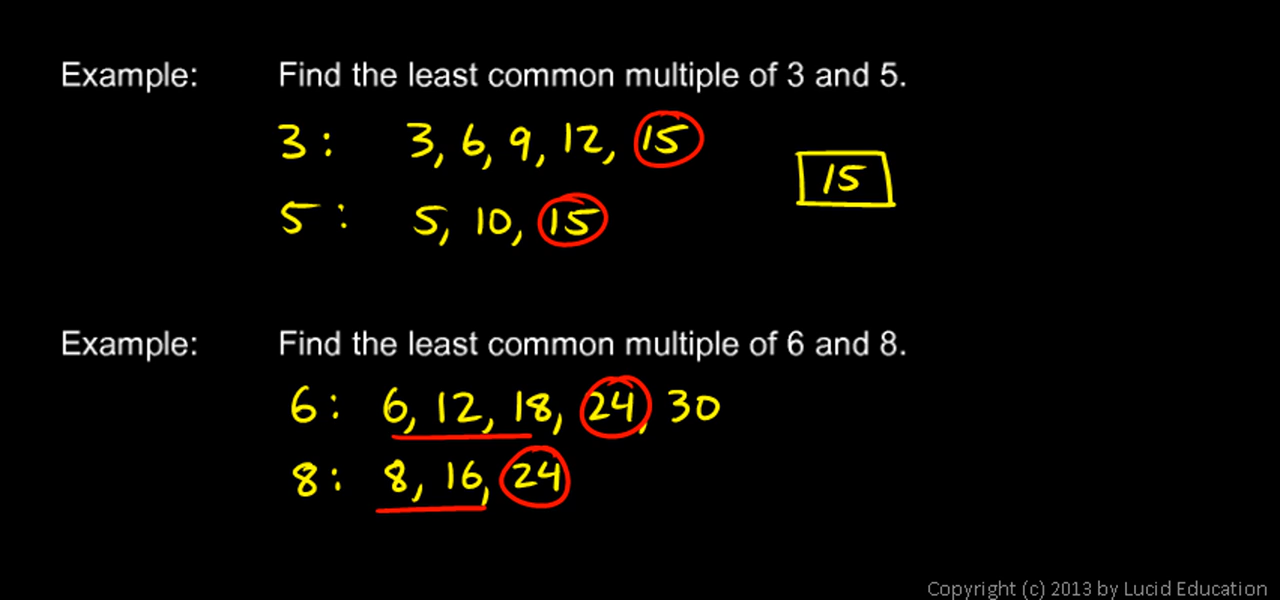 Example: Find the least common multiple of 3 and 5.
3: 3, 6, 9, 12, 15
15
5: 5, 10, 15
Example: Find the least common multiple of 6 and 8.
6: 6, 12, 18, 24, 30
8: 8, 16, 24
Copyright (c) 2013 by Lucid Education